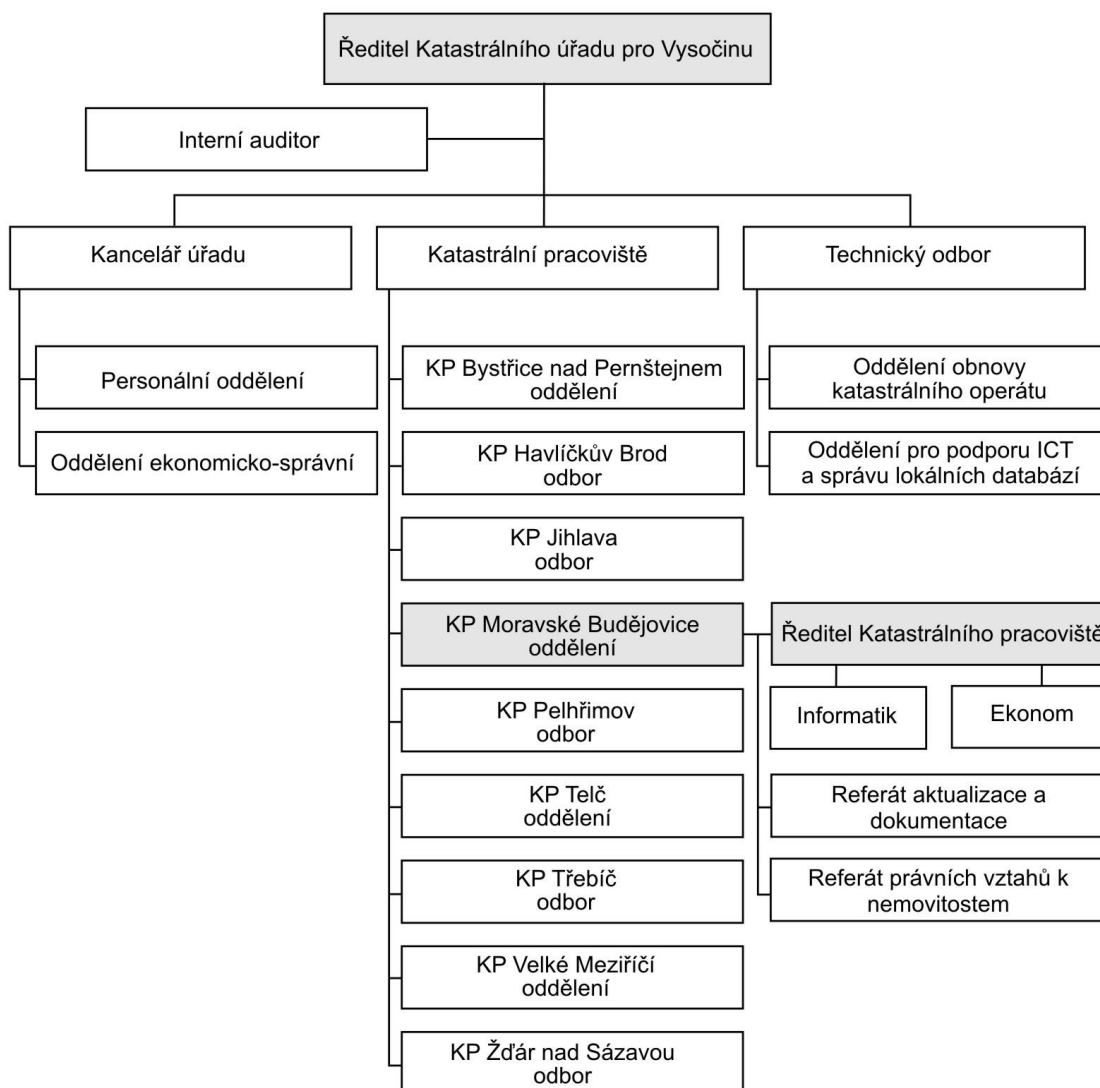 Ředitel Katastrálního úřadu pro Vysočinu
Interní auditor
Kancelář úřadu
Personální oddělení
Oddělení ekonomicko-správní
Katastrální pracoviště
KP Bystřice nad Pernštejnem
oddělení
KP Havlíčkův Brod
odbor
KP Jihlava
odbor
KP Moravské Budějovice
oddělení
Ředitel Katastrálního pracoviště
Informatik
Ekonom
Referát aktualizace a
dokumentace
Referát právních vztahů k
nemovitostem
KP Pelhřimov
odbor
KP Telč
oddělení
KP Třebíč
odbor
KP Velké Meziříčí
oddělení
KP Žďár nad Sázavou
odbor
Technický odbor
Oddělení obnovy
katastrálního operátu
Oddělení pro podporu ICT
a správu lokálních databází